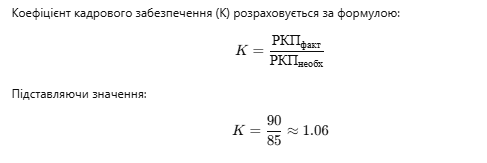 Коефіцієнт кадрового забезпечення (К) розраховується за формулою:
K = РКПфакт / РКПнеобх
Підставляючи значення:
K = 90 / 85 ≈ 1.06